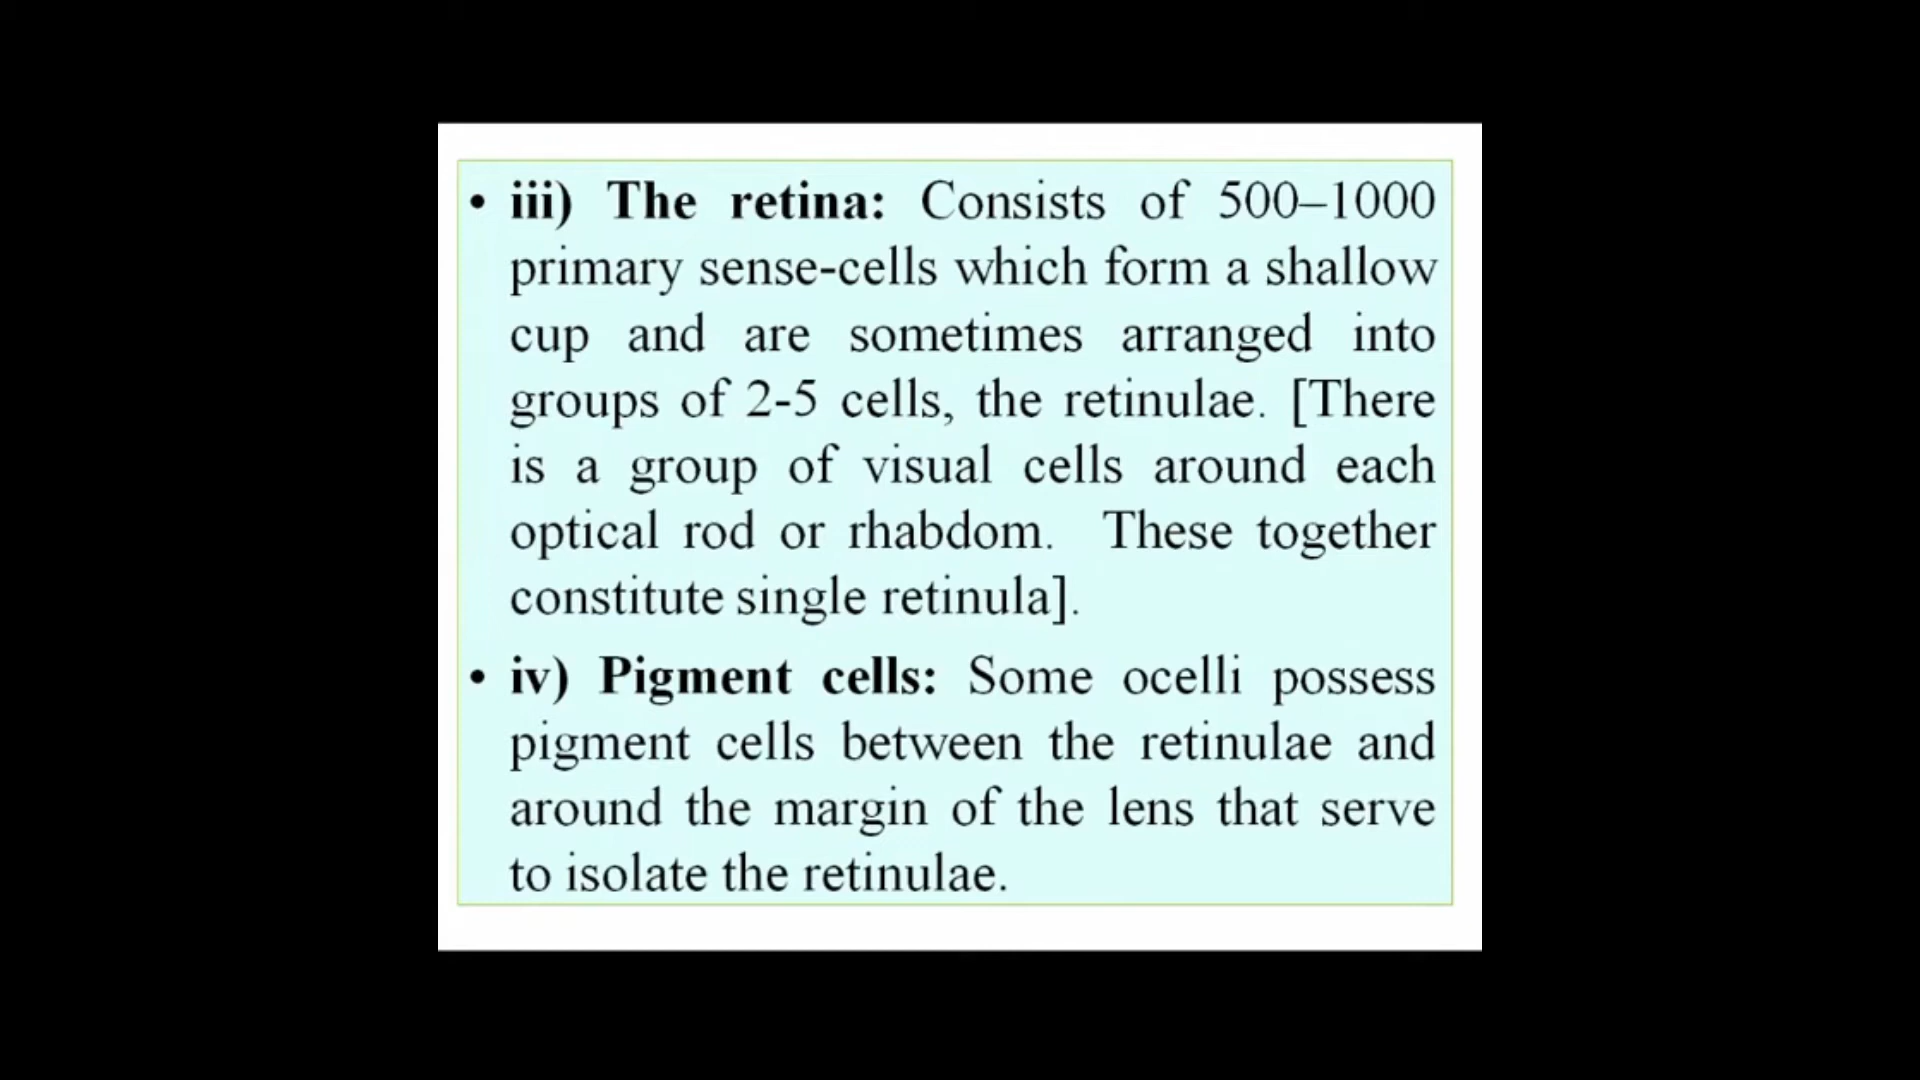 • iii) The retina: Consists of 500–1000
primary sense-cells which form a shallow
cup and are sometimes arranged into
groups of 2-5 cells, the retinulae. [There
is a group of visual cells around each
optical rod or rhabdom. These together
constitute single retinula].
• iv) Pigment cells: Some ocelli possess
pigment cells between the retinulae and
around the margin of the lens that serve
to isolate the retinulae.